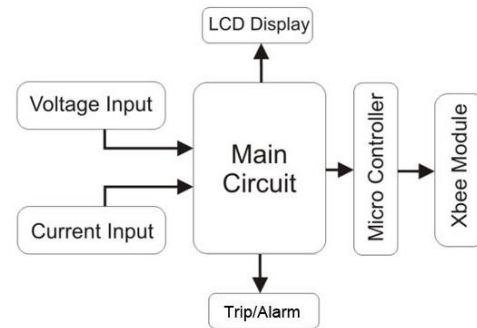 LCD Display
Voltage Input
Current Input
Main
Circuit
Micro Controller
Xbee Module
Trip/Alarm